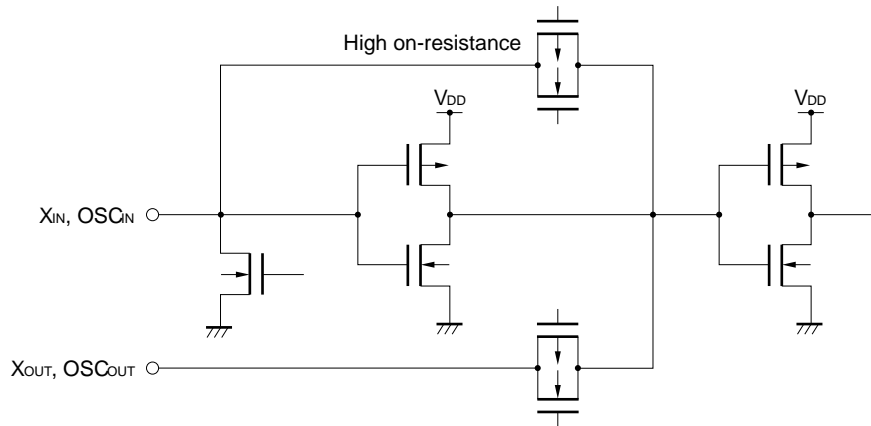 High on-resistance
VDD
VDD
XIN, OSCIN
XOUT, OSCOUT